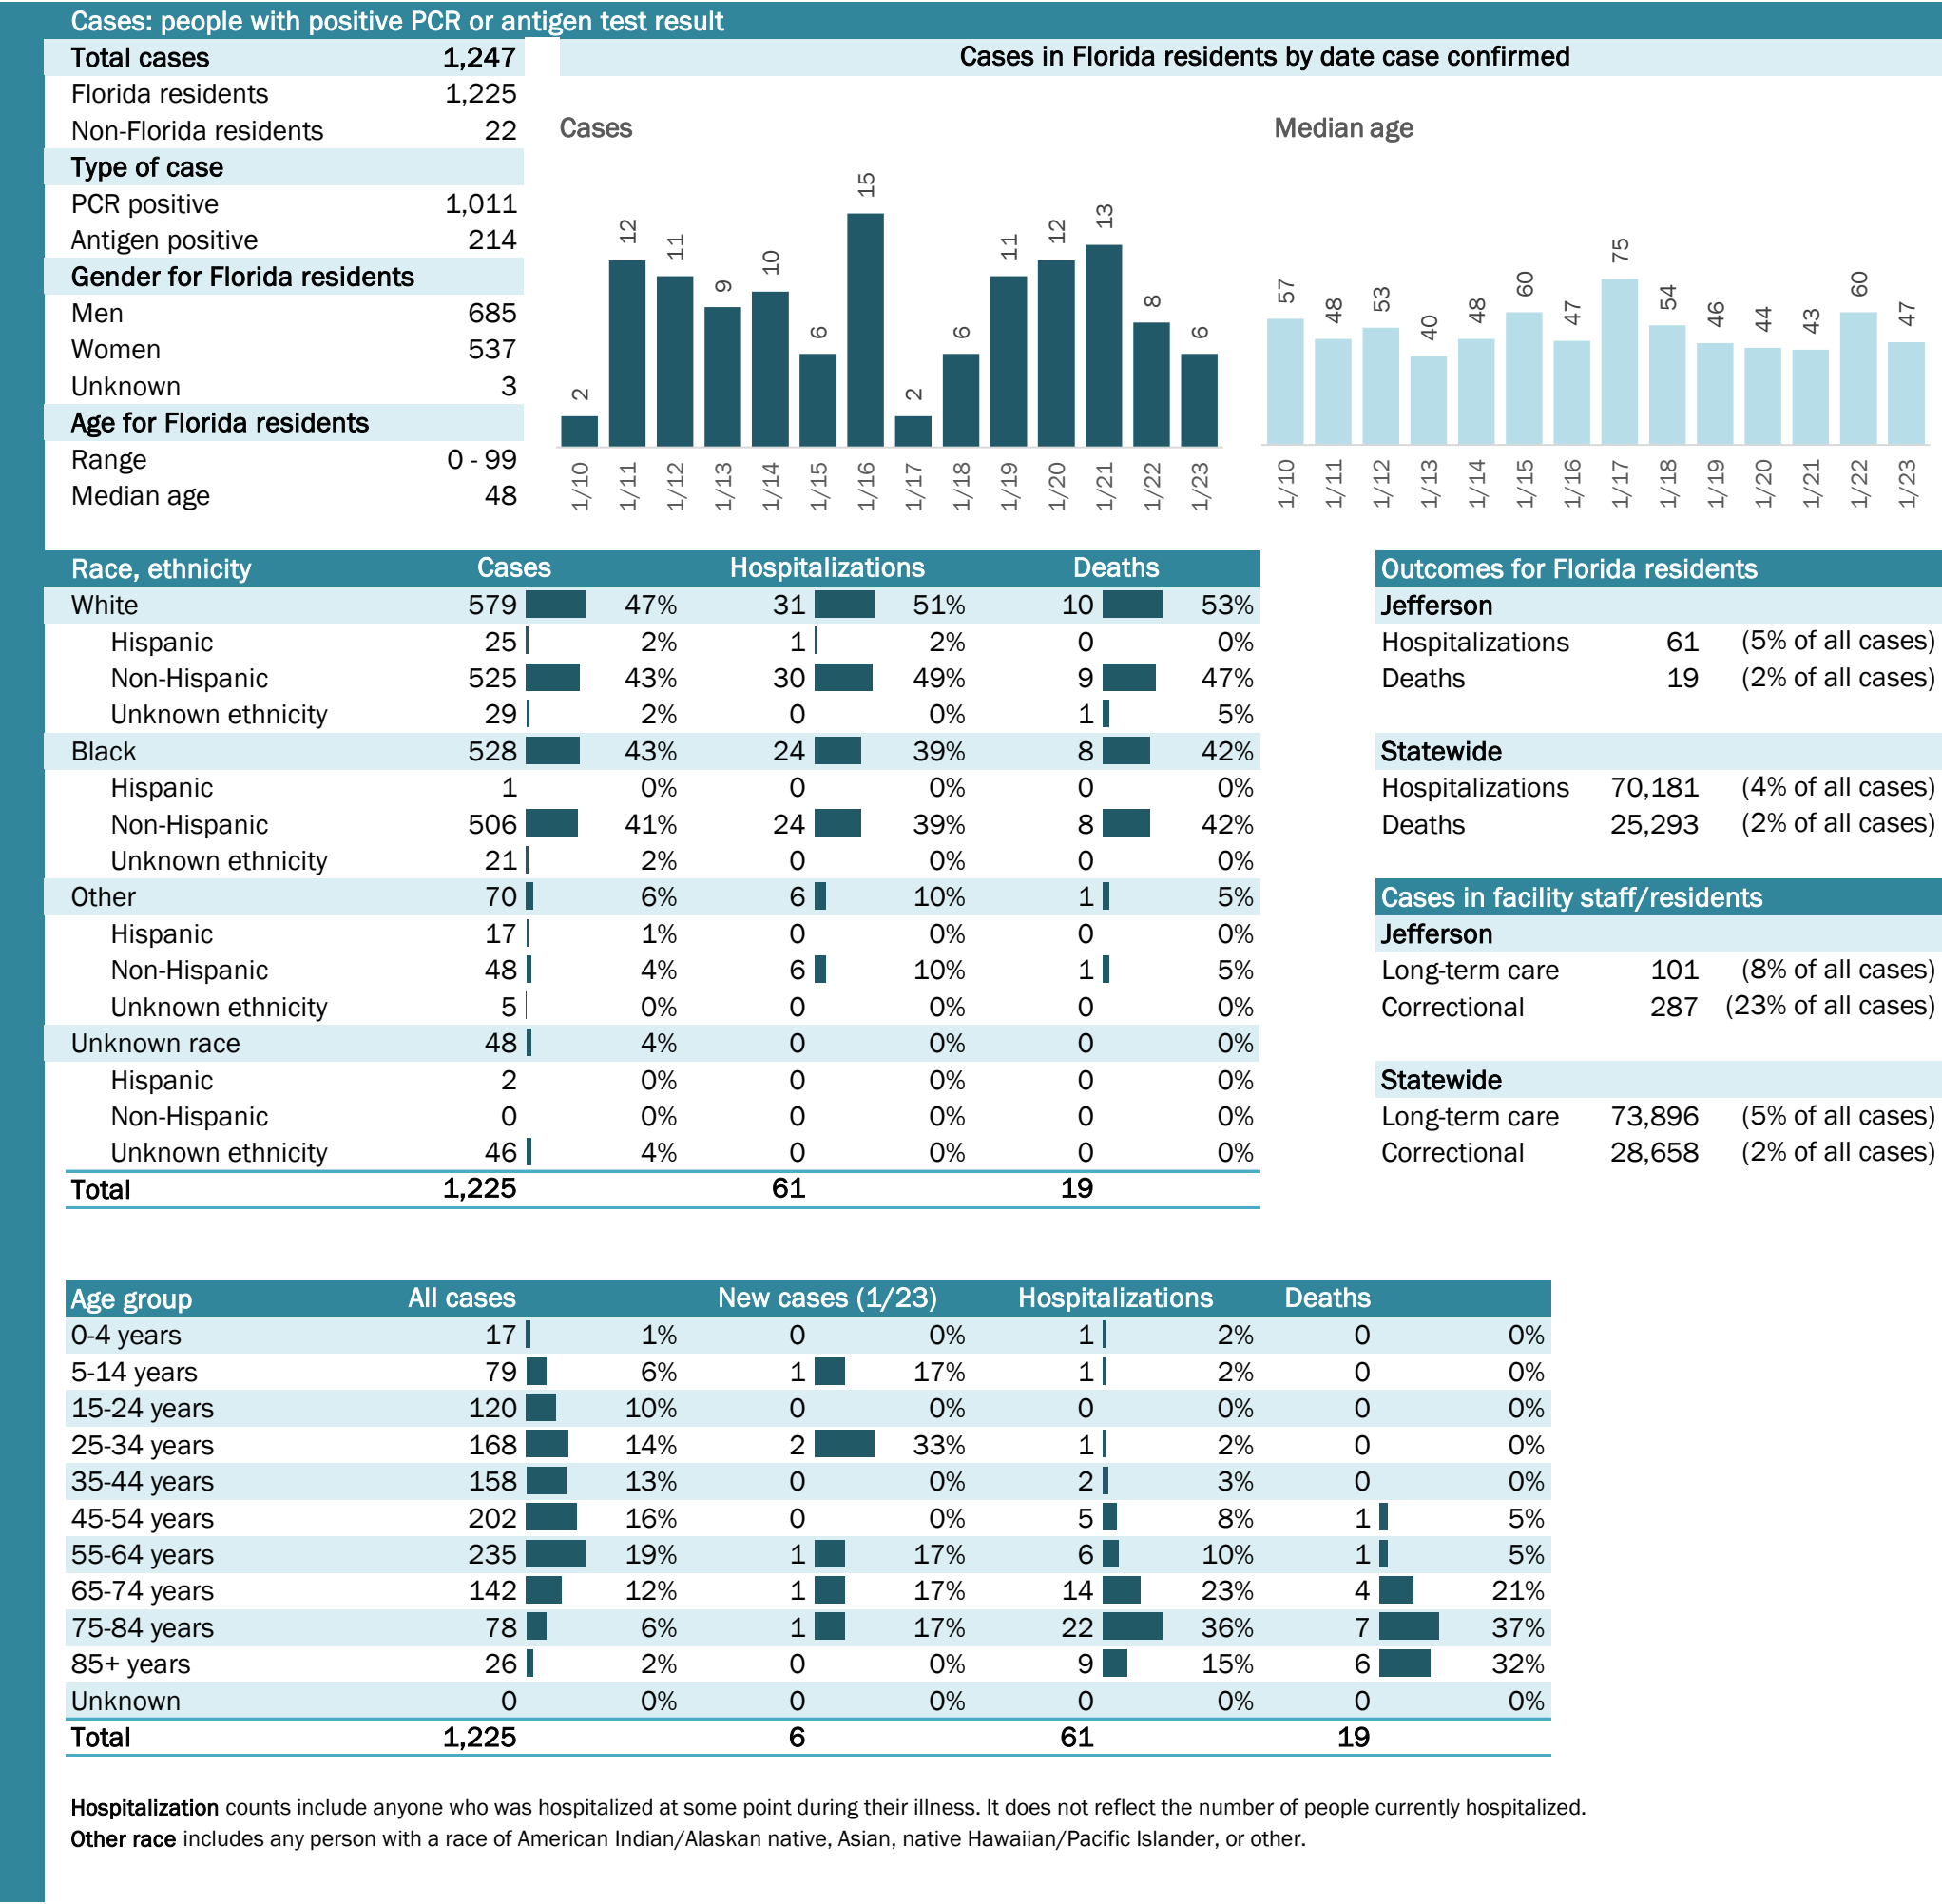 Cases: people with positive PCR or antigen test result
Total cases 1,247
Florida residents 1,225
Non-Florida residents 22
Type of case
PCR positive 1,011
Antigen positive 214
Gender for Florida residents
Men 685
Women 537
Unknown 3
Age for Florida residents
Range 0 - 99
Median age 48
Cases in Florida residents by date case confirmed
Cases
2 12 11 9 10 6 15 2 6 11 12 13 8 6
1/10 1/11 1/12 1/13 1/14 1/15 1/16 1/17 1/18 1/19 1/20 1/21 1/22 1/23
Median age
57 48 53 40 48 60 47 75 54 46 44 43 60 47
1/10 1/11 1/12 1/13 1/14 1/15 1/16 1/17 1/18 1/19 1/20 1/21 1/22 1/23
Race, ethnicity Cases Hospitalizations Deaths
White 579 47% 31 51% 10 53%
Hispanic 25 2% 1 2% 0 0%
Non-Hispanic 525 43% 30 49% 9 47%
Unknown ethnicity 29 2% 0 0% 1 5%
Black 528 43% 24 39% 8 42%
Hispanic 1 0% 0 0% 0 0%
Non-Hispanic 506 41% 24 39% 8 42%
Unknown ethnicity 21 2% 0 0% 0 0%
Other 70 6% 6 10% 1 5%
Hispanic 17 1% 0 0% 0 0%
Non-Hispanic 48 4% 6 10% 1 5%
Unknown ethnicity 5 0% 0 0% 0 0%
Unknown race 48 4% 0 0% 0 0%
Hispanic 2 0% 0 0% 0 0%
Non-Hispanic 0 0% 0 0% 0 0%
Unknown ethnicity 46 4% 0 0% 0 0%
Total 1,225 61 19
Outcomes for Florida residents
Jefferson
Hospitalizations 61 (5% of all cases)
Deaths 19 (2% of all cases)
Statewide
Hospitalizations 70,181 (4% of all cases)
Deaths 25,293 (2% of all cases)
Cases in facility staff/residents
Jefferson
Long-term care 101 (8% of all cases)
Correctional 287 (23% of all cases)
Statewide
Long-term care 73,896 (5% of all cases)
Correctional 28,658 (2% of all cases)
Age group All cases New cases (1/23) Hospitalizations Deaths
0-4 years 17 1% 0 0% 1 2% 0 0%
5-14 years 79 6% 1 17% 1 2% 0 0%
15-24 years 120 10% 0 0% 0 0% 0 0%
25-34 years 168 14% 2 33% 1 2% 0 0%
35-44 years 158 13% 0 0% 2 3% 0 0%
45-54 years 202 16% 0 0% 5 8% 1 5%
55-64 years 235 19% 1 17% 6 10% 1 5%
65-74 years 142 12% 1 17% 14 23% 4 21%
75-84 years 78 6% 1 17% 22 36% 7 37%
85+ years 26 2% 0 0% 9 15% 6 32%
Unknown 0 0% 0 0% 0 0% 0 0%
Total 1,225 6 61 19
Hospitalization counts include anyone who was hospitalized at some point during their illness. It does not reflect the number of people currently hospitalized.
Other race includes any person with a race of American Indian/Alaskan native, Asian, native Hawaiian/Pacific Islander, or other.